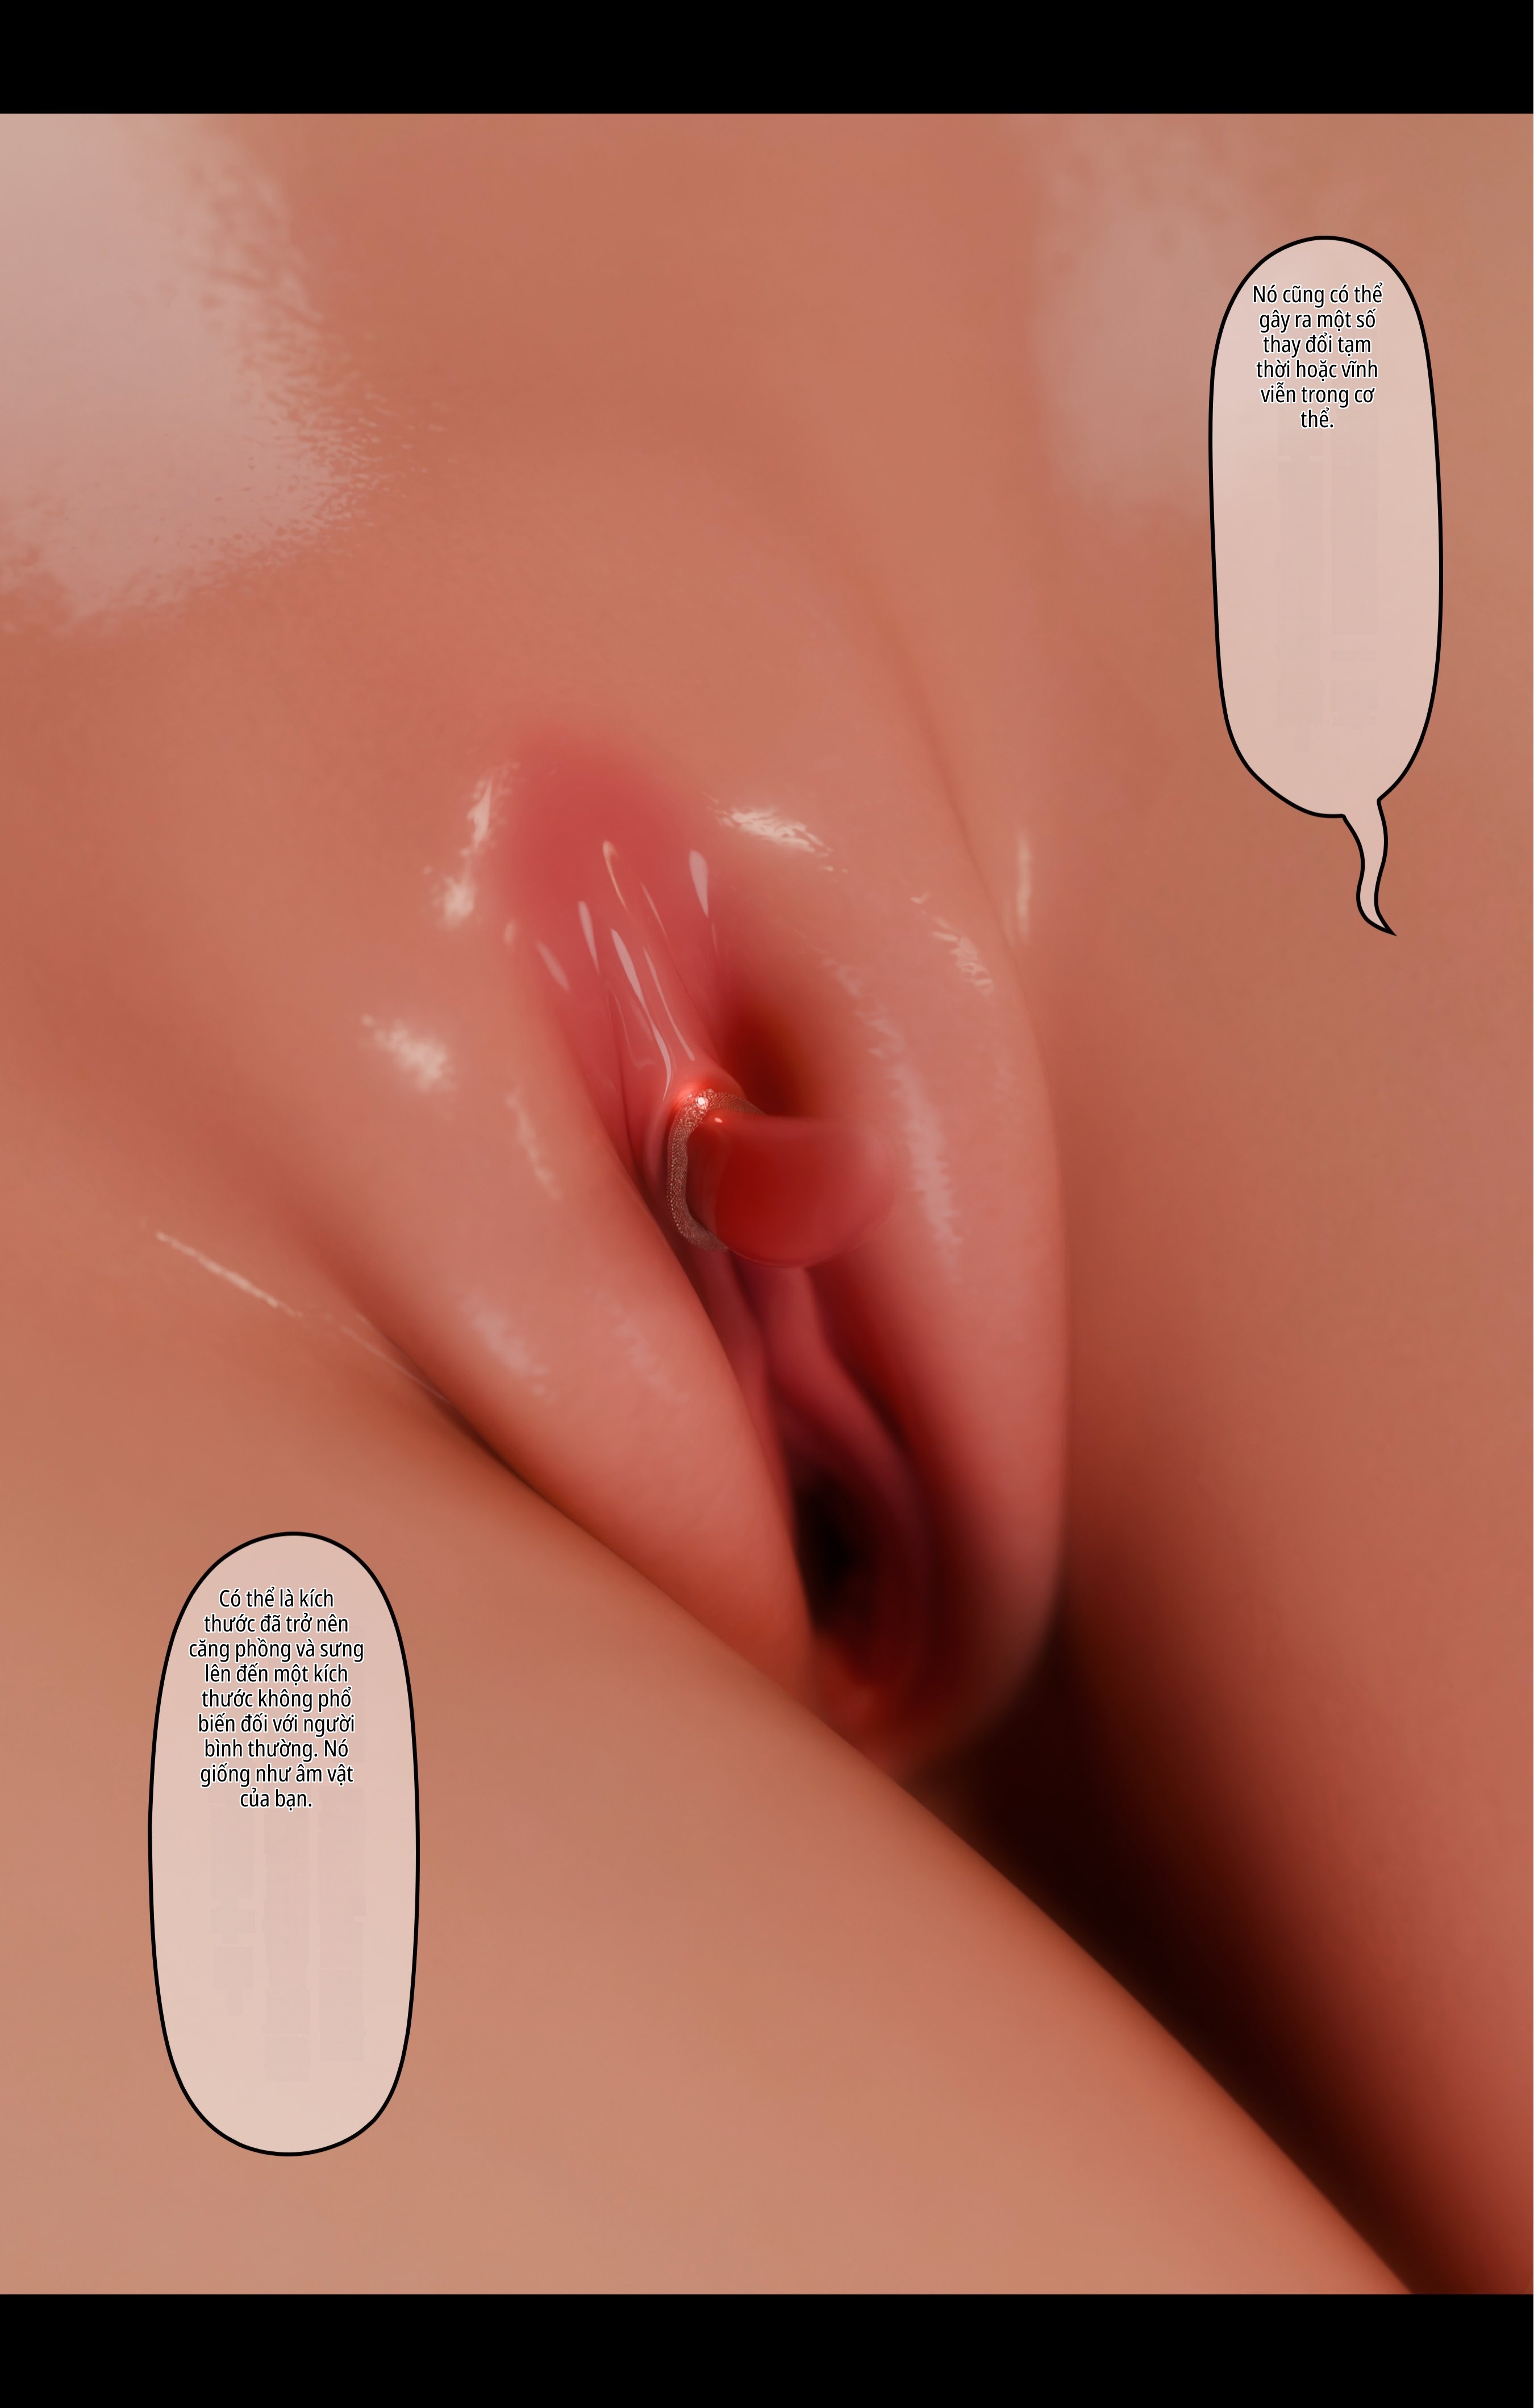 Nó cũng có thể
gây ra một số
thay đổi tạm
thời hoặc vĩnh
viễn trong cơ
thể.
Có thể là kích
thước đã trở nên
căng phồng và sưng
lên đến một kích
thước không phổ
biến đối với người
bình thường. Nó
giống như âm vật
của bạn.